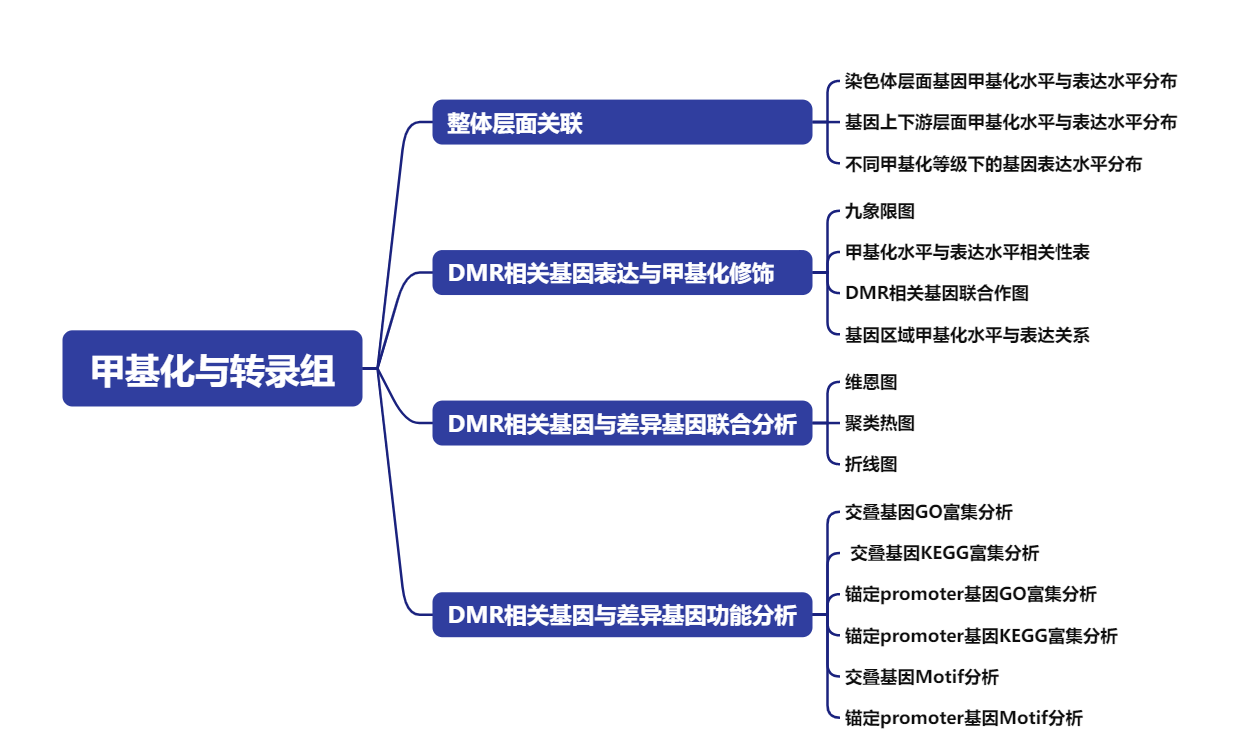 甲基化与转录组
整体层面关联
染色体层面基因甲基化水平与表达水平分布
基因上下游层面甲基化水平与表达水平分布
不同甲基化等级下的基因表达水平分布
DMR相关基因表达与甲基化修饰
九象限图
甲基化水平与表达水平相关性表
DMR相关基因联合作图
基因区域甲基化水平与表达关系
DMR相关基因与差异基因联合分析
维恩图
聚类热图
折线图
DMR相关基因与差异基因功能分析
交叠基因GO富集分析
交叠基因KEGG富集分析
锚定promoter基因GO富集分析
锚定promoter基因KEGG富集分析
交叠基因Motif分析
锚定promoter基因Motif分析